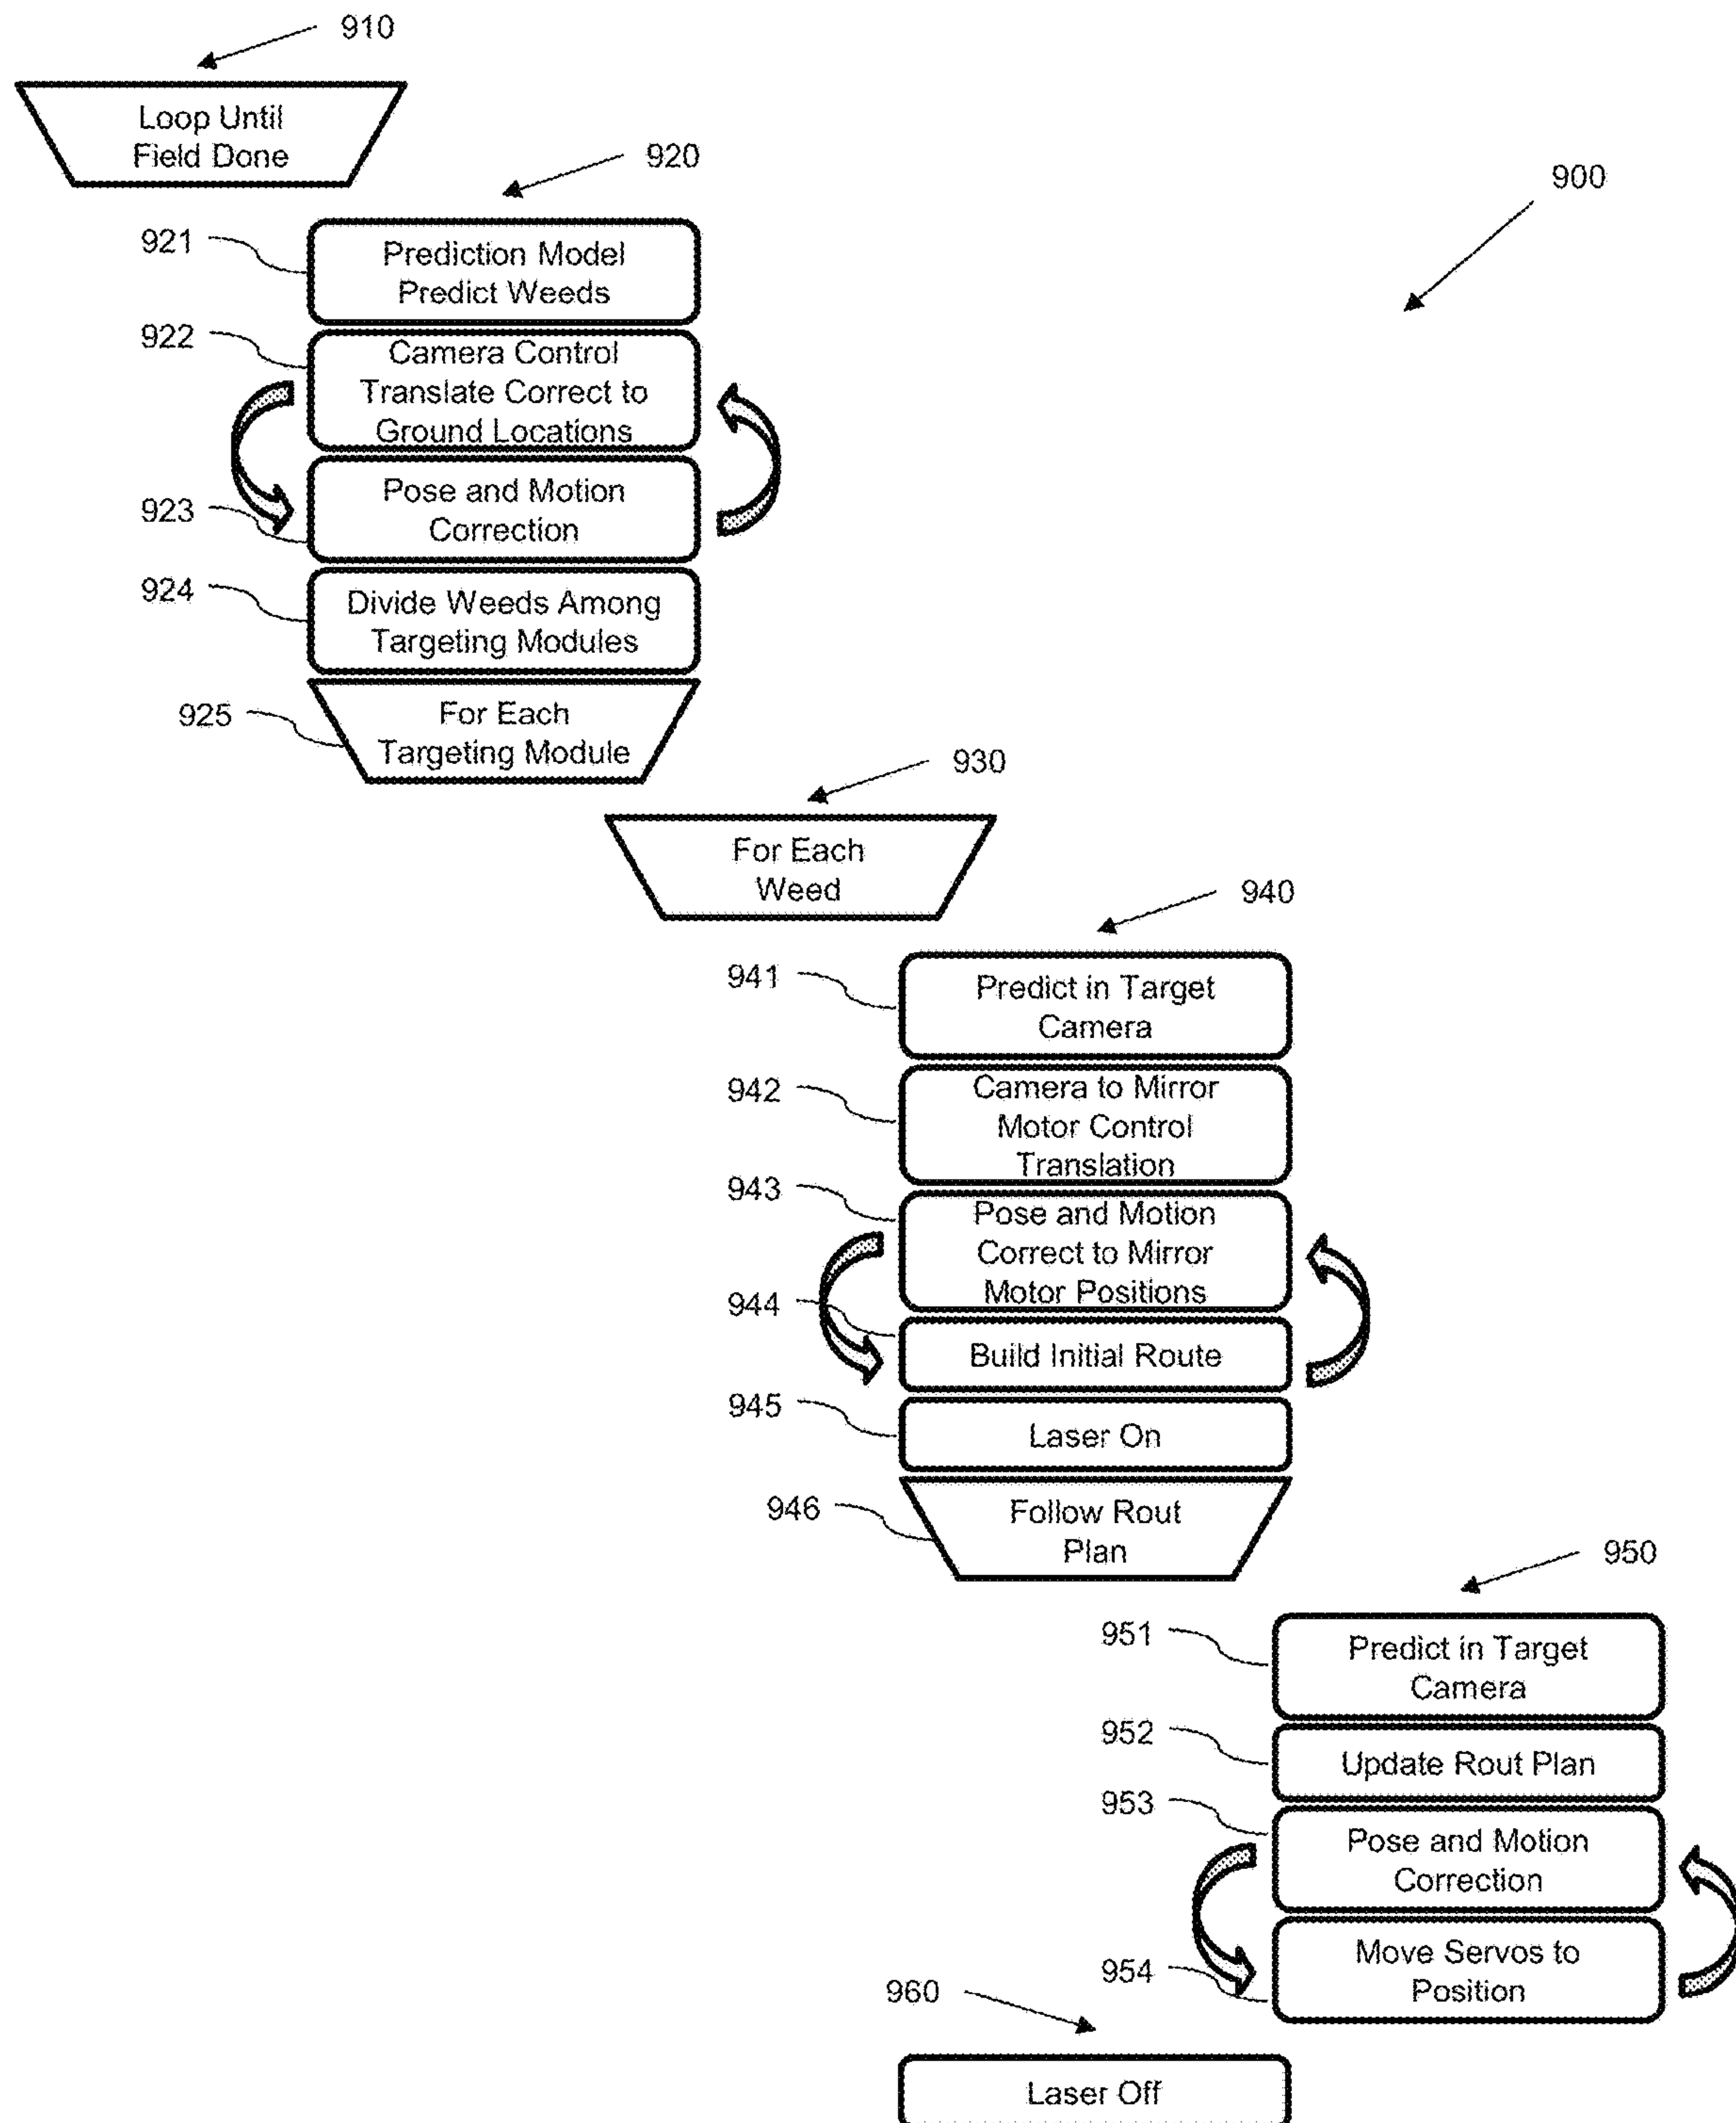 910
Loop Until
Field Done
920
900
921
Prediction Model
Predict Weeds
922
Camera Control
Translate Correct to
Ground Locations
923
Pose and Motion
Correction
924
Divide Weeds Among
Targeting Modules
925
For Each
Targeting Module
930
For Each
Weed
940
941
Predict in Target
Camera
942
Camera to Mirror
Motor Control
Translation
943
Pose and Motion
Correct to Mirror
Motor Positions
944
Build Initial Route
945
Laser On
946
Follow Rout
Plan
950
951
Predict in Target
Camera
952
Update Rout Plan
953
Pose and Motion
Correction
954
Move Servos to
Position
960
Laser Off